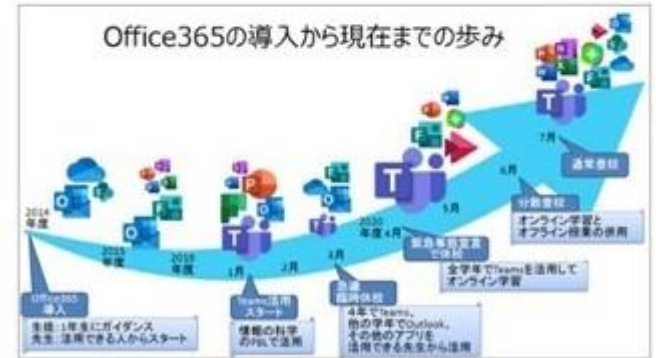 Office365の導入から現在までの歩み
2014
年度
2015
年度
年度
1月
2月
3月
2020
年度 4月
5月
6月
7月
Office365
導入
生徒：1年生にガイダンス
先生：活用できる人からスタート
Teams活用
スタート
情報の科学
のPBLで活用
急遽
臨時休校
4年でTeams、
他の学年でOutlook、
その他のアプリを
活用できる先生から活用
緊急事態宣言
で休校
全学年でTeamsを活用して
オンライン学習
分散登校
オンライン学習と
オフライン授業の併用
通常登校